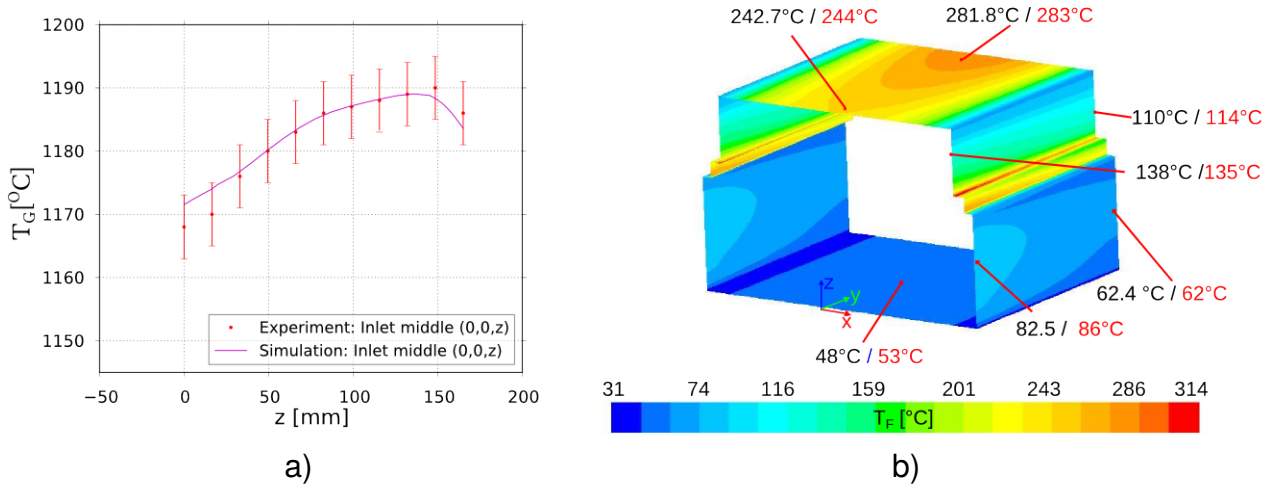 1200
1190
1180
1170
1160
1150
T_G[°C]
−50
0
50
100
150
200
z [mm]
Experiment: Inlet middle (0,0,z)
Simulation: Inlet middle (0,0,z)
a)
242.7°C / 244°C
281.8°C / 283°C
110°C / 114°C
138°C /135°C
62.4 °C / 62°C
82.5 / 86°C
48°C / 53°C
z
y
x
31 74 116 159 201 243 286 314
T_F [°C]
b)